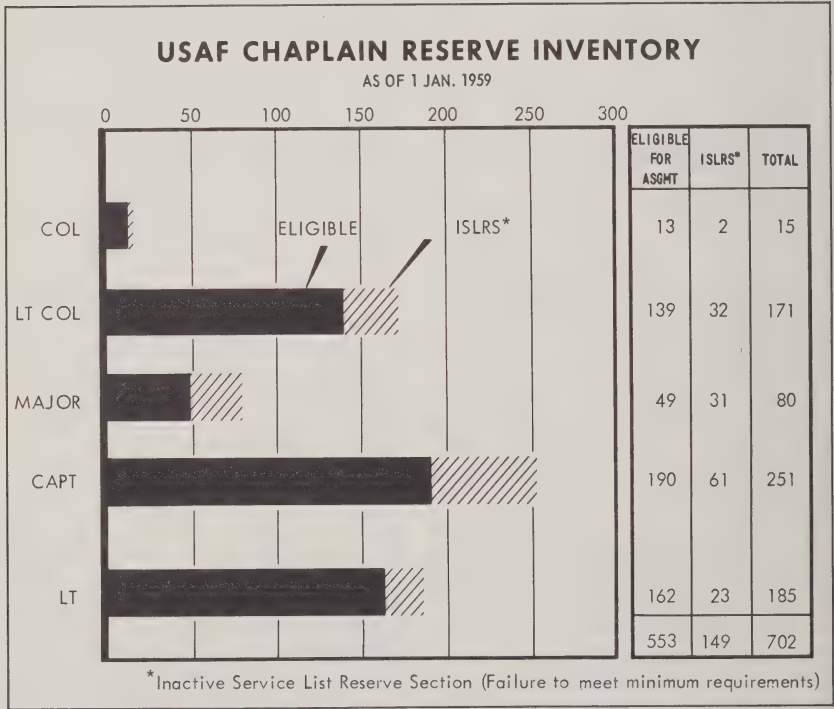 USAF CHAPLAIN RESERVE INVENTORY
AS OF 1 JAN. 1959
0 50 100 150 200 250 300
ELIGIBLE FOR ASGMT ISLRS* TOTAL
ELIGIBLE ISLRS*
COL 13 2 15
LT COL 139 32 171
MAJOR 49 31 80
CAPT 190 61 251
LT 162 23 185
553 149 702
*Inactive Service List Reserve Section (Failure to meet minimum requirements)